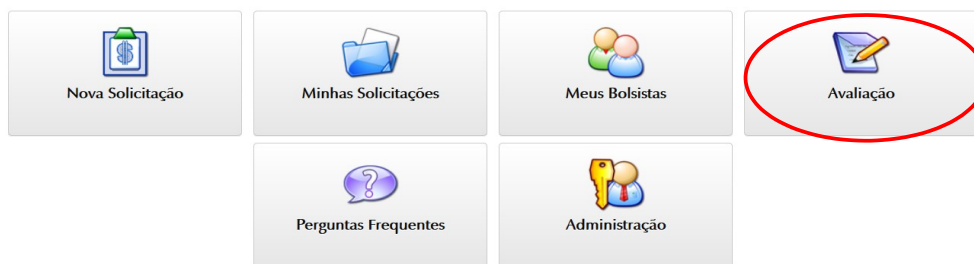 Nova Solicitação
Minhas Solicitações
Meus Bolsistas
Avaliação
Perguntas Frequentes
Administração